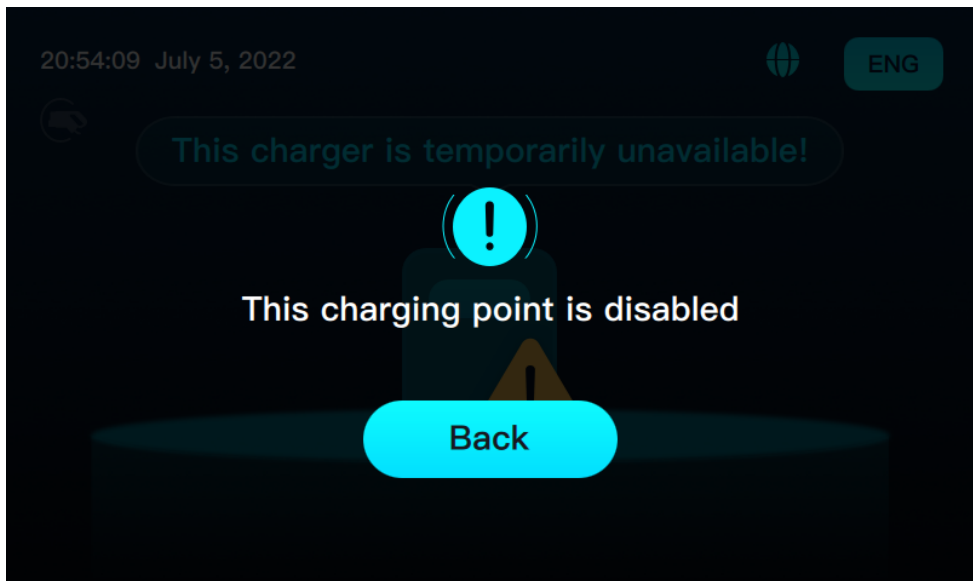 20:54:09 July 5, 2022
ENG
This charger is temporarily unavailable!
This charging point is disabled
Back